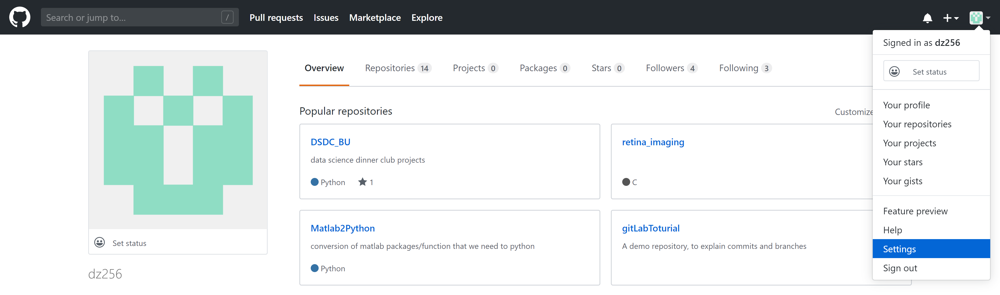 Search or jump to... /
Pull requests Issues Marketplace Explore
Signed in as dz256
Set status
Your profile
Your repositories
Your projects
Your stars
Your gists
Feature preview
Help
Settings
Sign out
Set status
dz256
Overview Repositories 14 Projects 0 Packages 0 Stars 0 Followers 4 Following 3
Popular repositories
Customize
DSDC_BU
data science dinner club projects
Python 1
retina_imaging
C
Matlab2Python
conversion of matlab packages/function that we need to python
Python
gitLabToturial
A demo repository, to explain commits and branches